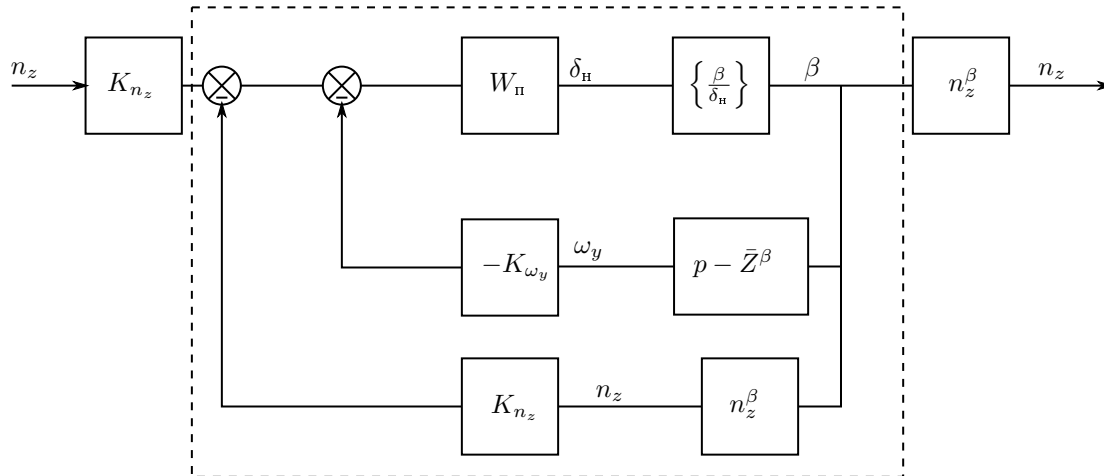 n_z
K_{n_z}
W_п
δ_н
{β/δ_н}
β
n_z^β
n_z
-
-
-K_{ω_y}
ω_y
p − Z̄^β
K_{n_z}
n_z
n_z^β